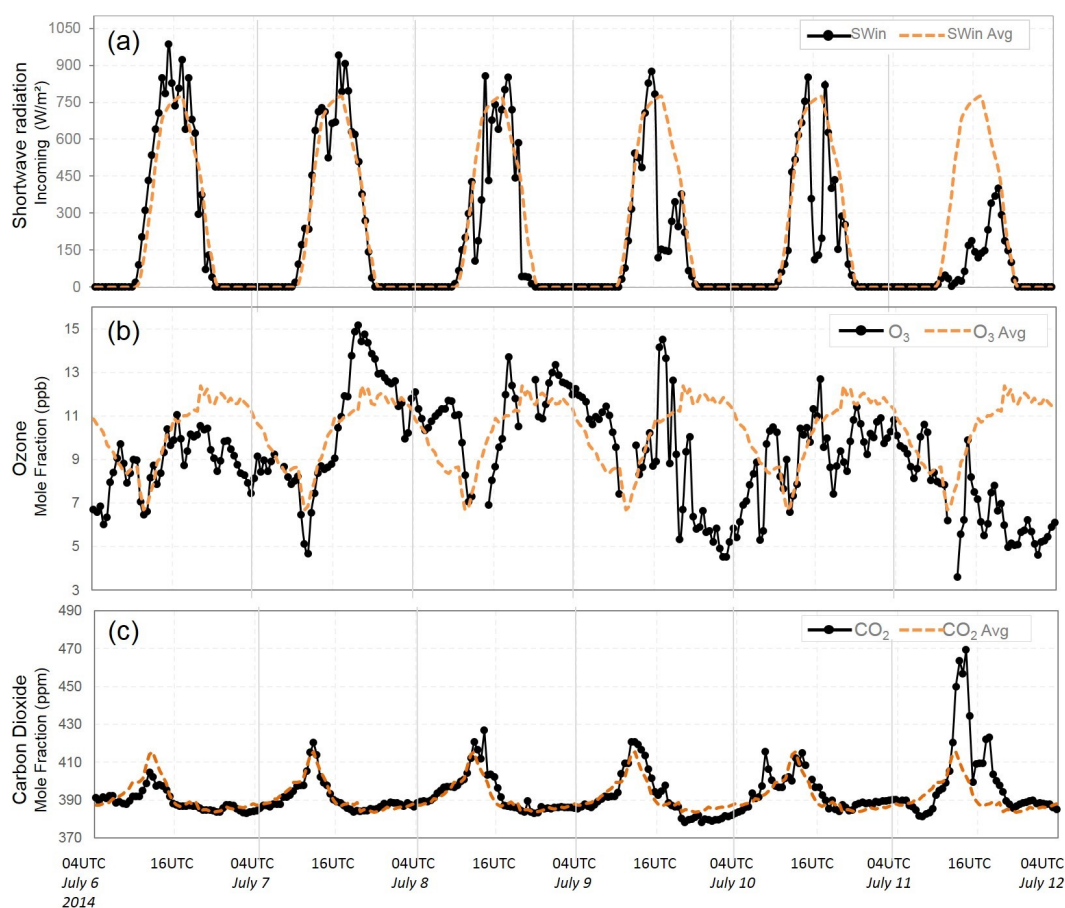 (a)
SWin SWin Avg
Shortwave radiation
Incoming (W/m²)
1050
900
750
600
450
300
150
0
(b)
O3 O3 Avg
Ozone
Mole Fraction (ppb)
15
13
11
9
7
5
3
(c)
CO2 CO2 Avg
Carbon Dioxide
Mole Fraction (ppm)
490
470
450
430
410
390
370
04UTC 16UTC 04UTC 16UTC 04UTC 16UTC 04UTC 16UTC 04UTC 16UTC 04UTC 16UTC 04UTC
July 6 July 7 July 8 July 9 July 10 July 11 July 12
2014